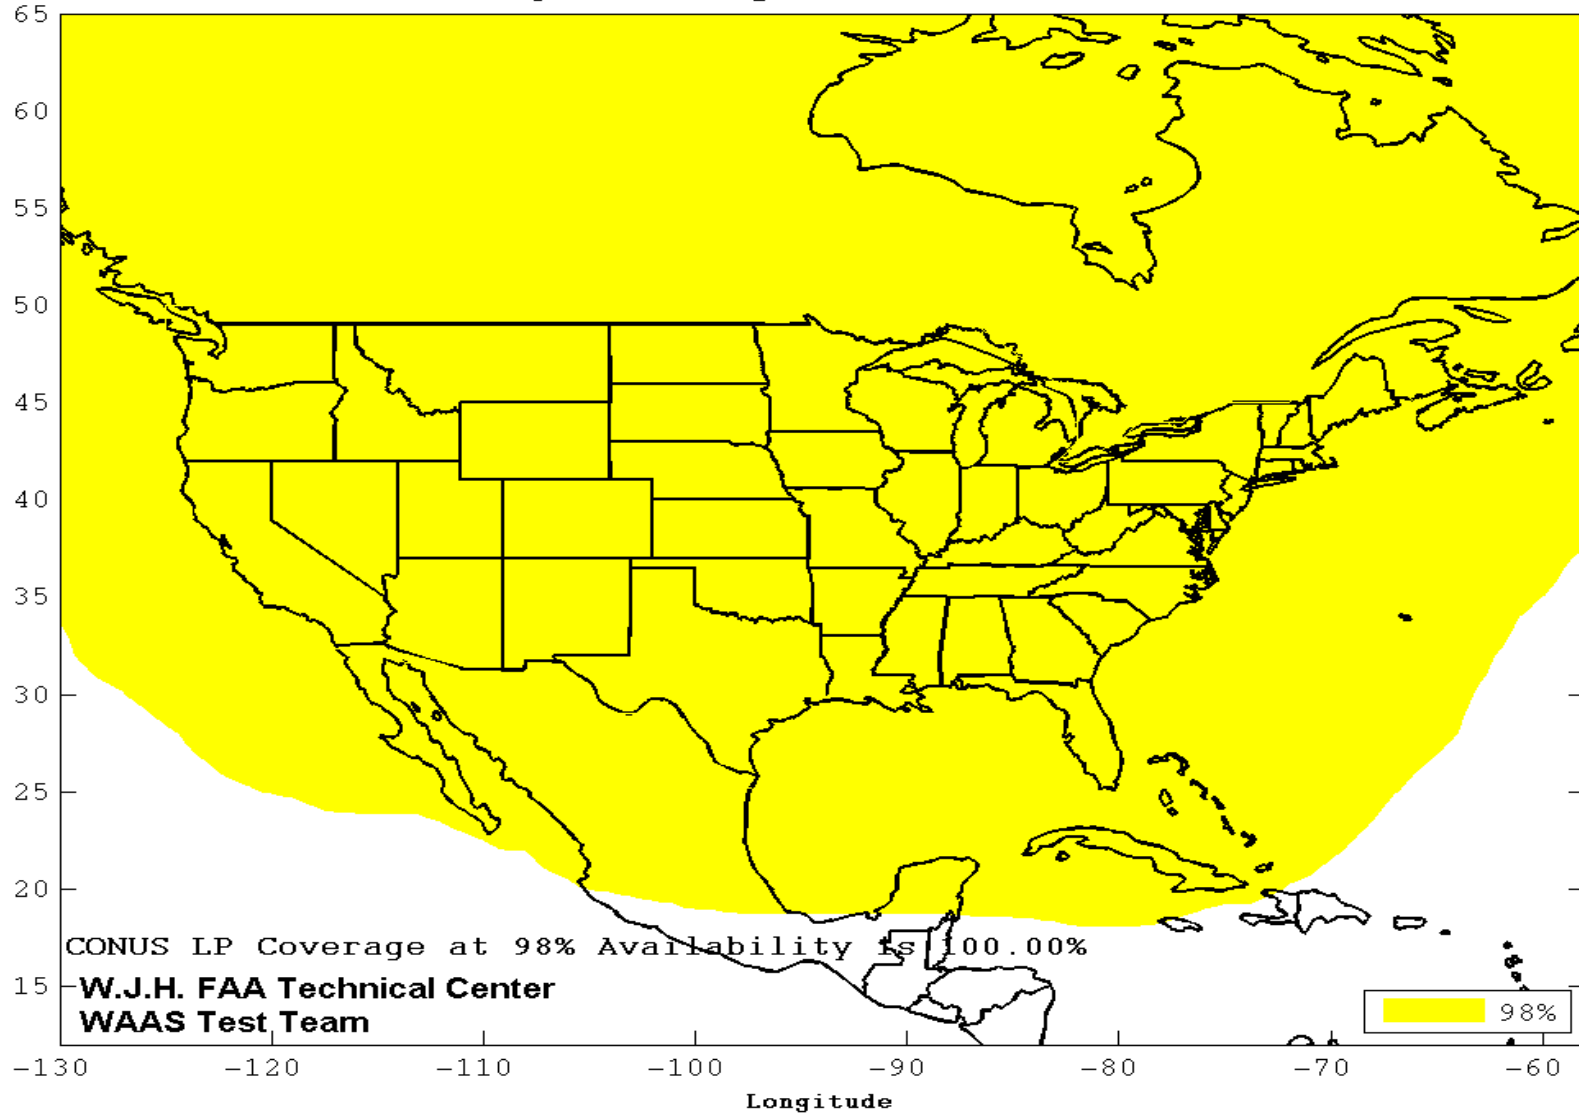 65
60
55
50
45
40
35
30
25
20
15
CONUS LP Coverage at 98% Availability is 100.00%
W.J.H. FAA Technical Center
WAAS Test Team
98%
-130 -120 -110 -100 -90 -80 -70 -60
Longitude